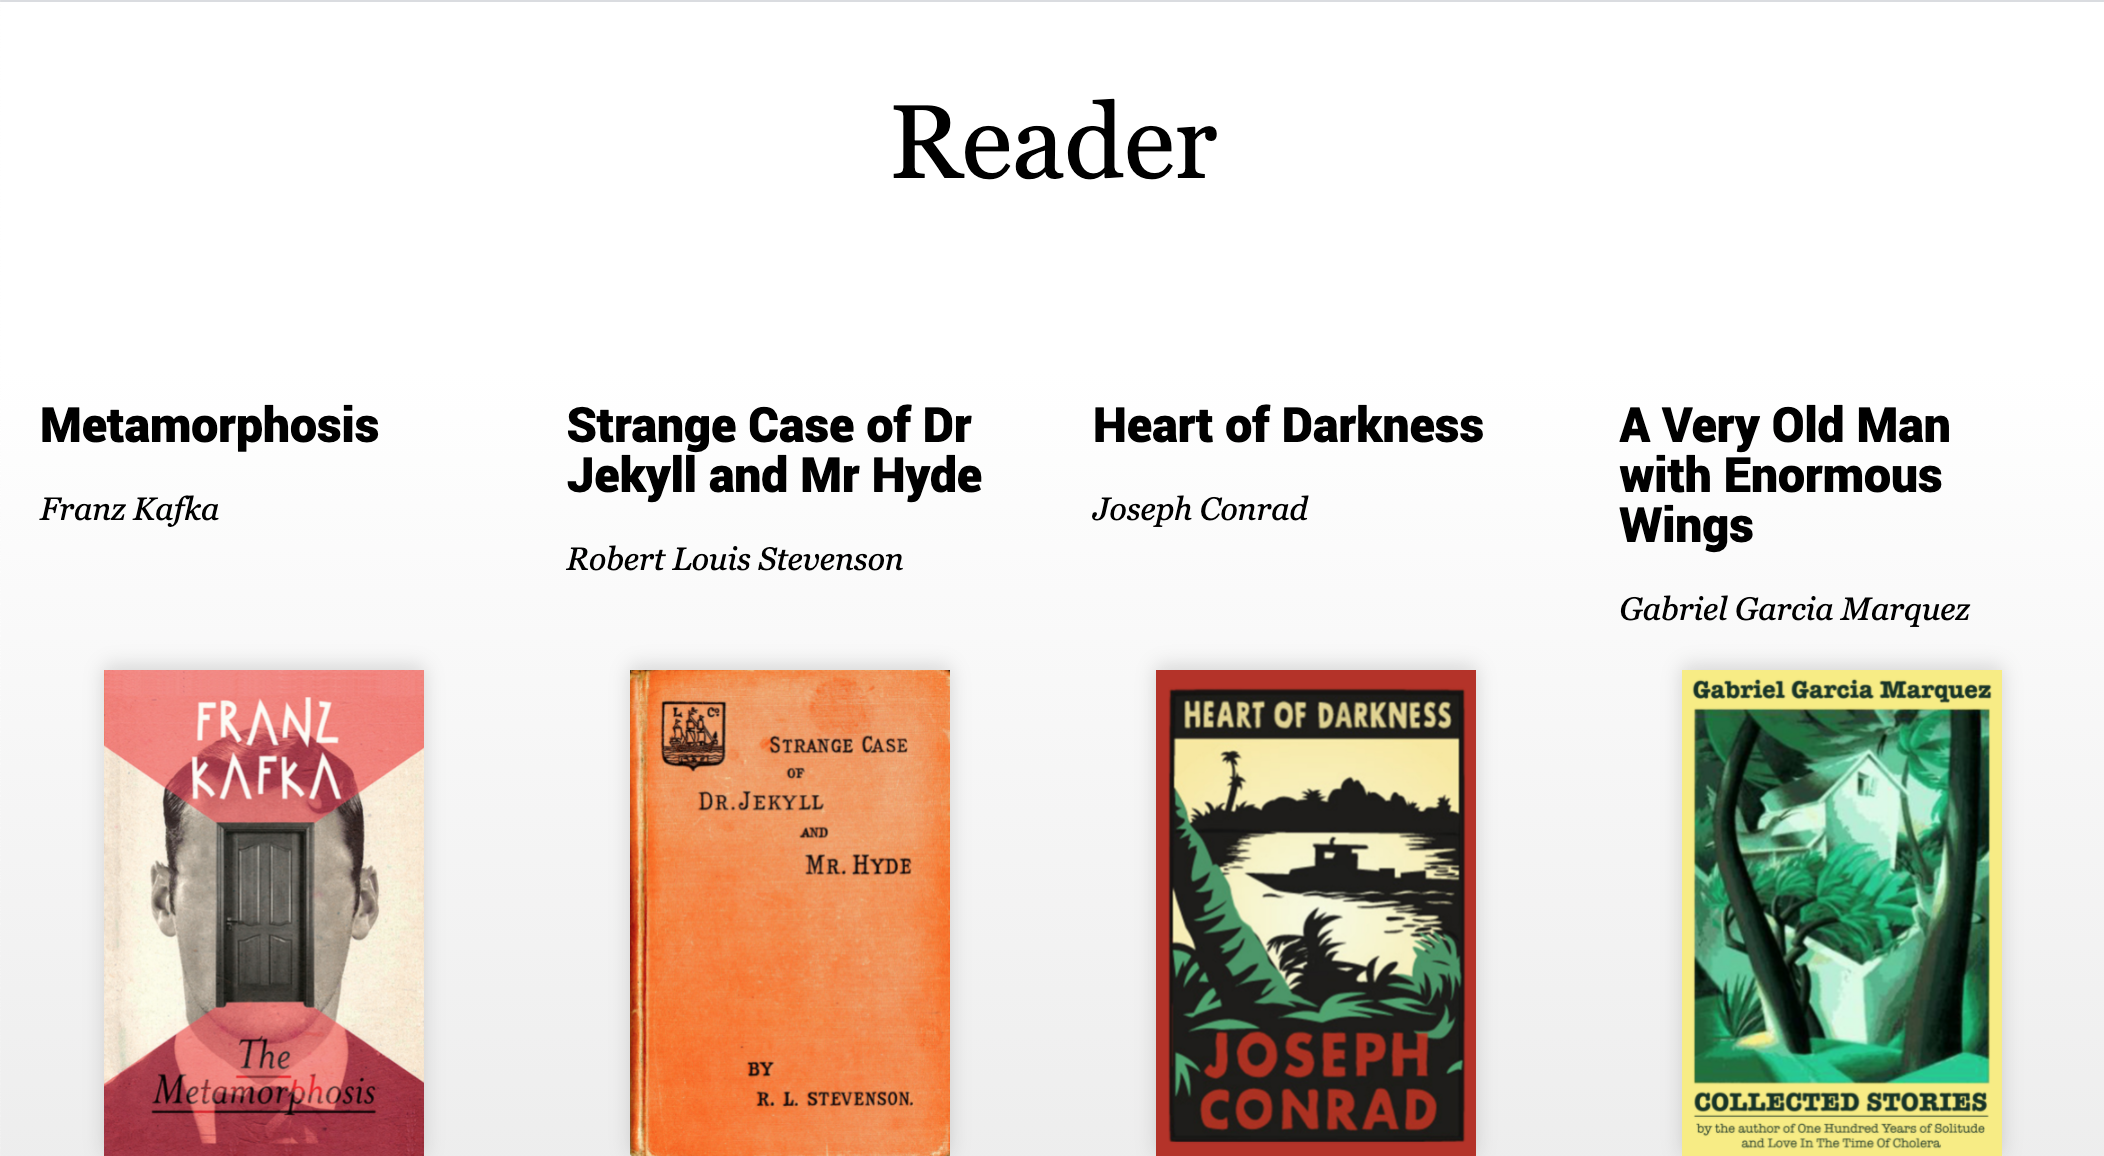 Reader
Metamorphosis
Franz Kafka
Strange Case of Dr
Jekyll and Mr Hyde
Robert Louis Stevenson
Heart of Darkness
Joseph Conrad
A Very Old Man
with Enormous
Wings
Gabriel Garcia Marquez
FRANZ
KAFKA
The
Metamorphosis
L & Co
STRANGE CASE
OF
DR. JEKYLL
AND
MR. HYDE
BY
R. L. STEVENSON.
HEART OF DARKNESS
JOSEPH
CONRAD
Gabriel Garcia Marquez
COLLECTED STORIES
by the author of One Hundred Years of Solitude
and Love In The Time Of Cholera